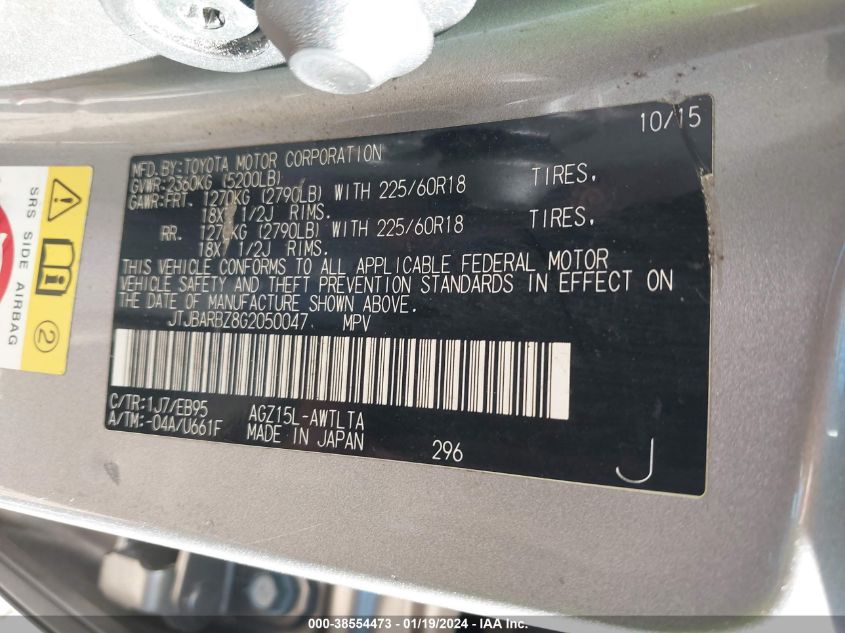 10/15
MFD. BY: TOYOTA MOTOR CORPORATION
GVWR: 2360KG (5200LB)
GAWR: FRT. 1270KG (2790LB) WITH 225/60R18 TIRES,
18X7 1/2J RIMS.
RR. 1270KG (2790LB) WITH 225/60R18 TIRES,
18X7 1/2J RIMS.
THIS VEHICLE CONFORMS TO ALL APPLICABLE FEDERAL MOTOR
VEHICLE SAFETY AND THEFT PREVENTION STANDARDS IN EFFECT ON
THE DATE OF MANUFACTURE SHOWN ABOVE.
JTJBARBZ8G2050047 MPV
C/TR: 1J7/EB95 AGZ15L-AWTLTA
A/TM: -04A/U661F MADE IN JAPAN 296 J
SRS SIDE AIRBAG
2
000-38554473 - 01/19/2024 - IAA Inc.